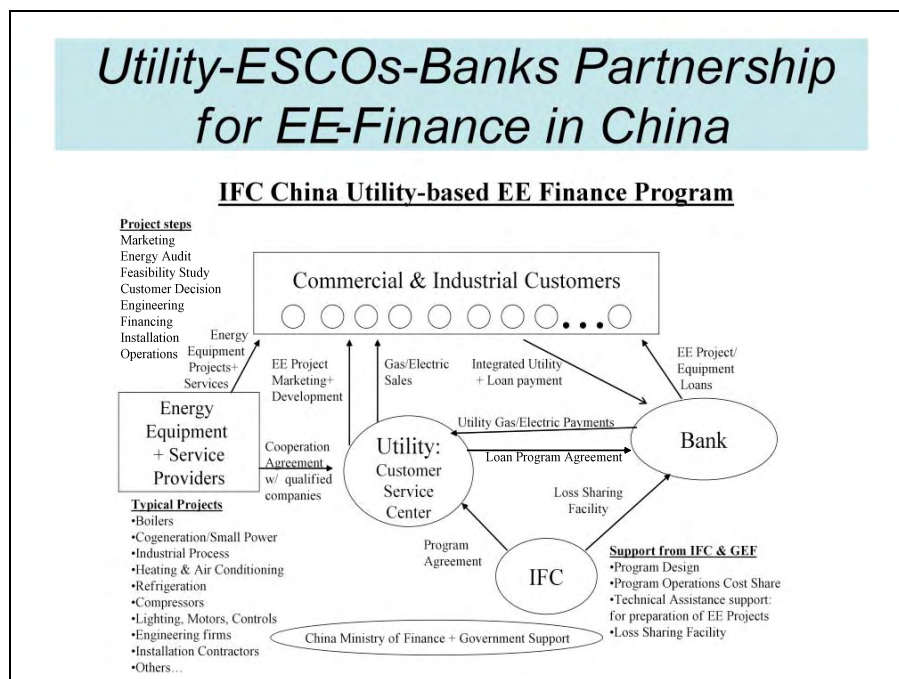 Utility-ESCOs-Banks Partnership
for EE-Finance in China
IFC China Utility-based EE Finance Program
Project steps
Marketing
Energy Audit
Feasibility Study
Customer Decision
Engineering
Financing
Installation
Operations
Commercial & Industrial Customers
Energy
Equipment
Projects+
Services
EE Project
Marketing+
Development
Gas/Electric
Sales
Integrated Utility
+ Loan payment
EE Project/
Equipment
Loans
Energy
Equipment
+ Service
Providers
Cooperation
Agreement
w/ qualified
companies
Utility:
Customer
Service
Center
Utility Gas/Electric Payments
Loan Program Agreement
Bank
Loss Sharing
Facility
Program
Agreement
IFC
Typical Projects
•Boilers
•Cogeneration/Small Power
•Industrial Process
•Heating & Air Conditioning
•Refrigeration
•Compressors
•Lighting, Motors, Controls
•Engineering firms
•Installation Contractors
•Others…
Support from IFC & GEF
•Program Design
•Program Operations Cost Share
•Technical Assistance support:
for preparation of EE Projects
•Loss Sharing Facility
China Ministry of Finance + Government Support